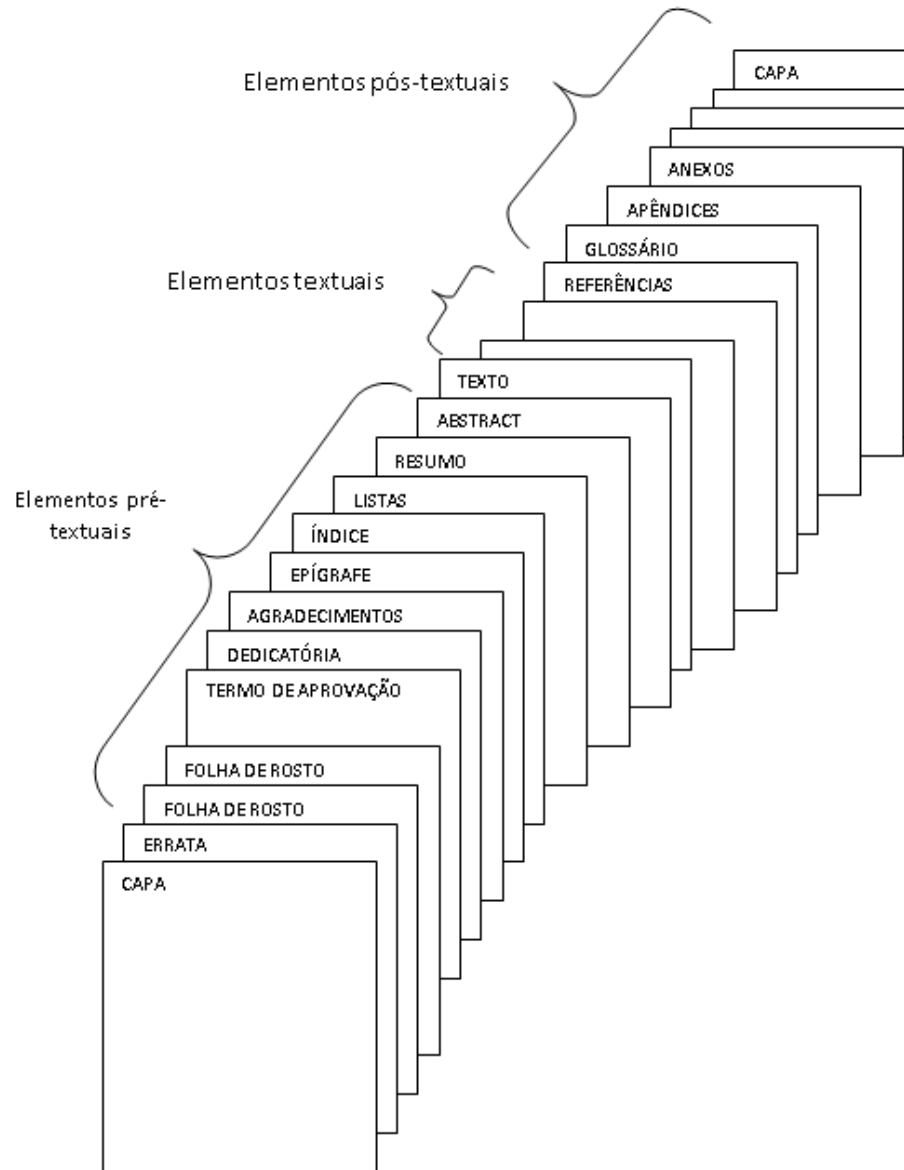 Elementos pós-textuais
CAPA
ANEXOS
APÊNDICES
GLOSSÁRIO
Elementos textuais
REFERÊNCIAS
TEXTO
ABSTRACT
RESUMO
Elementos pré-
textuais
LISTAS
ÍNDICE
EPÍGRAFE
AGRADECIMENTOS
DEDICATÓRIA
TERMO DE APROVAÇÃO
FOLHA DE ROSTO
FOLHA DE ROSTO
ERRATA
CAPA